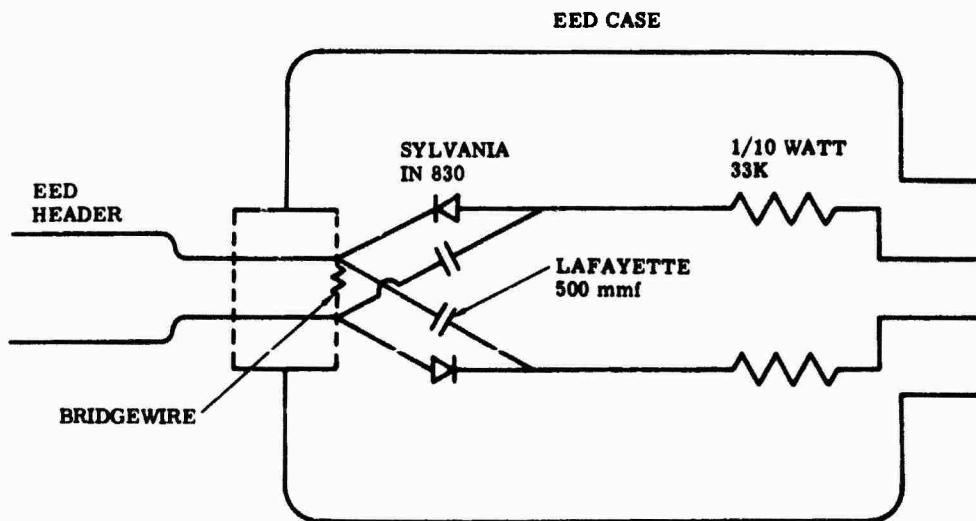 EED CASE
SYLVANIA
IN 830
1/10 WATT
33K
EED
HEADER
LAFAYETTE
500 mmf
BRIDGEWIRE